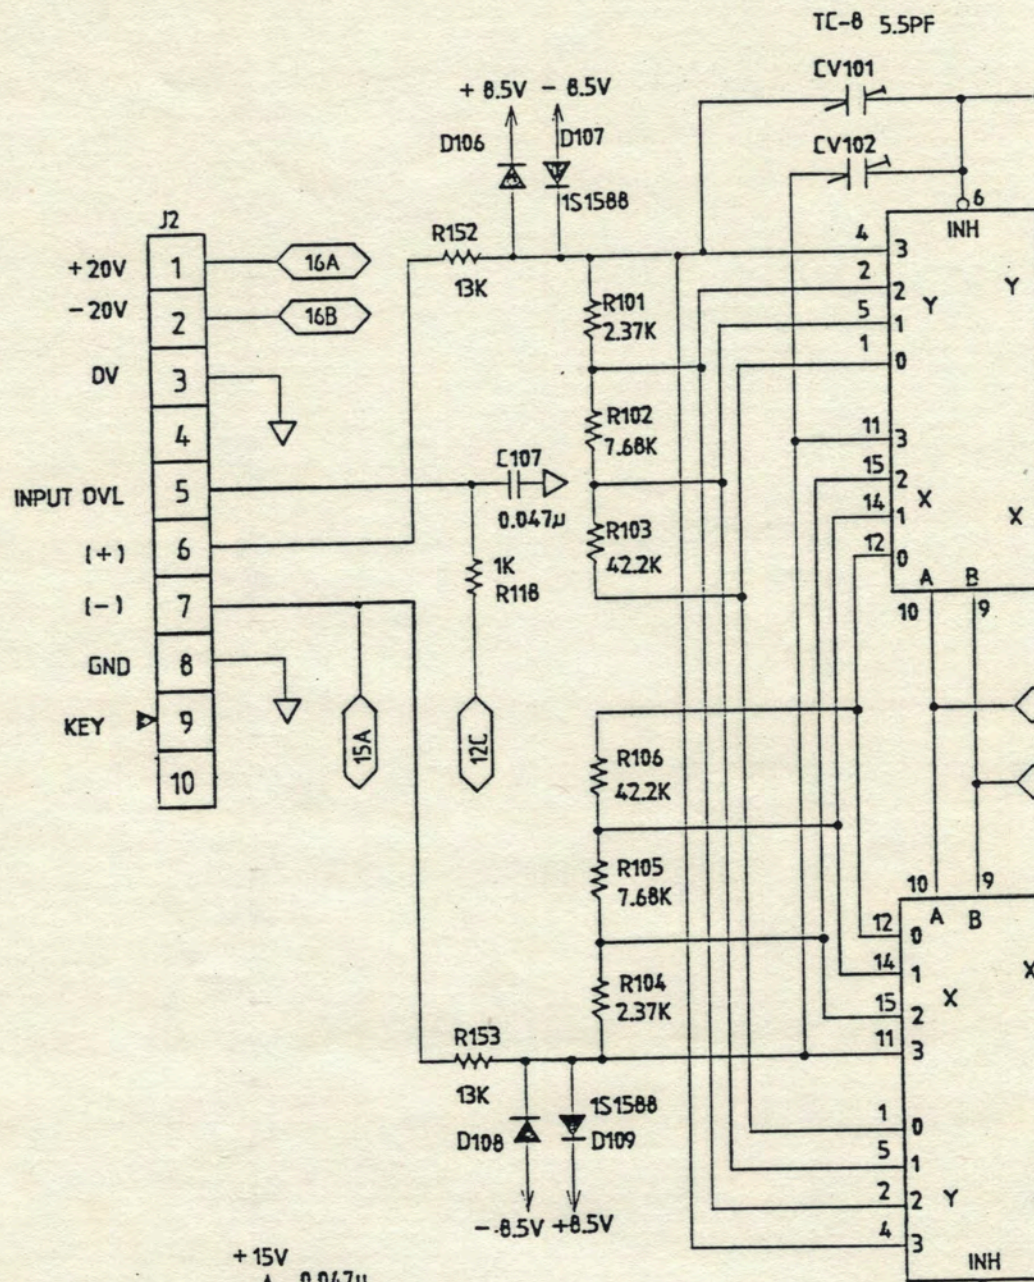 TC-8 5.5PF
CV101
CV102
+8.5V -8.5V
D106
D107
1S1588
6
INH
J2
+20V 1 16A
-20V 2 16B
0V 3
4
INPUT OVL 5
(+) 6
(-) 7
GND 8
KEY 9
10
15A
12C
R152
13K
R101
2.37K
R102
7.68K
R103
42.2K
C107
0.047µ
1K
R118
4 3
2 2
5 1
1 0
Y
Y
11 3
15 2
14 1
12 0
X
X
A B
10 9
R106
42.2K
R105
7.68K
R104
2.37K
R153
13K
1S1588
D108
D109
-8.5V +8.5V
10 9
A B
12 0
14 1
15 2
11 3
X
X
1 0
5 1
2 2
4 3
Y
INH
+15V
0.047µ